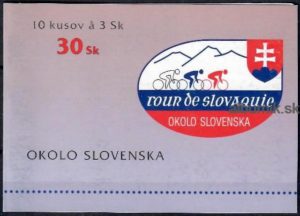 10 kusov à 3 Sk
30 Sk
tour de slovaquie
OKOLO SLOVENSKA
OKOLO SLOVENSKA